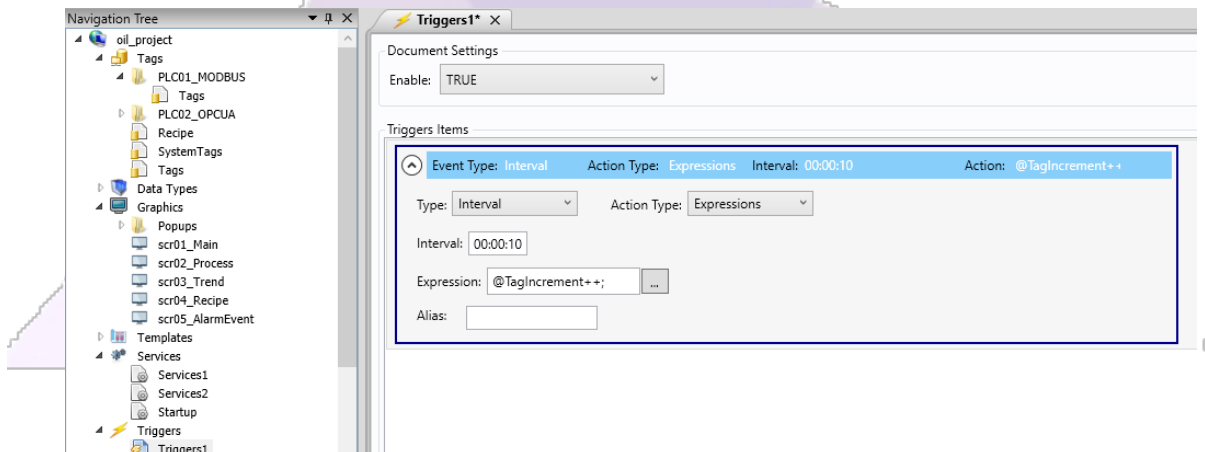 Navigation Tree
oil_project
Tags
PLC01_MODBUS
Tags
PLC02_OPCUA
Recipe
SystemTags
Tags
Data Types
Graphics
Popups
scr01_Main
scr02_Process
scr03_Trend
scr04_Recipe
scr05_AlarmEvent
Templates
Services
Services1
Services2
Startup
Triggers
Triggers1
Triggers1*
Document Settings
Enable: TRUE
Triggers Items
Event Type: Interval Action Type: Expressions Interval: 00:00:10 Action: @TagIncrement++
Type: Interval Action Type: Expressions
Interval: 00:00:10
Expression: @TagIncrement++; ...
Alias: